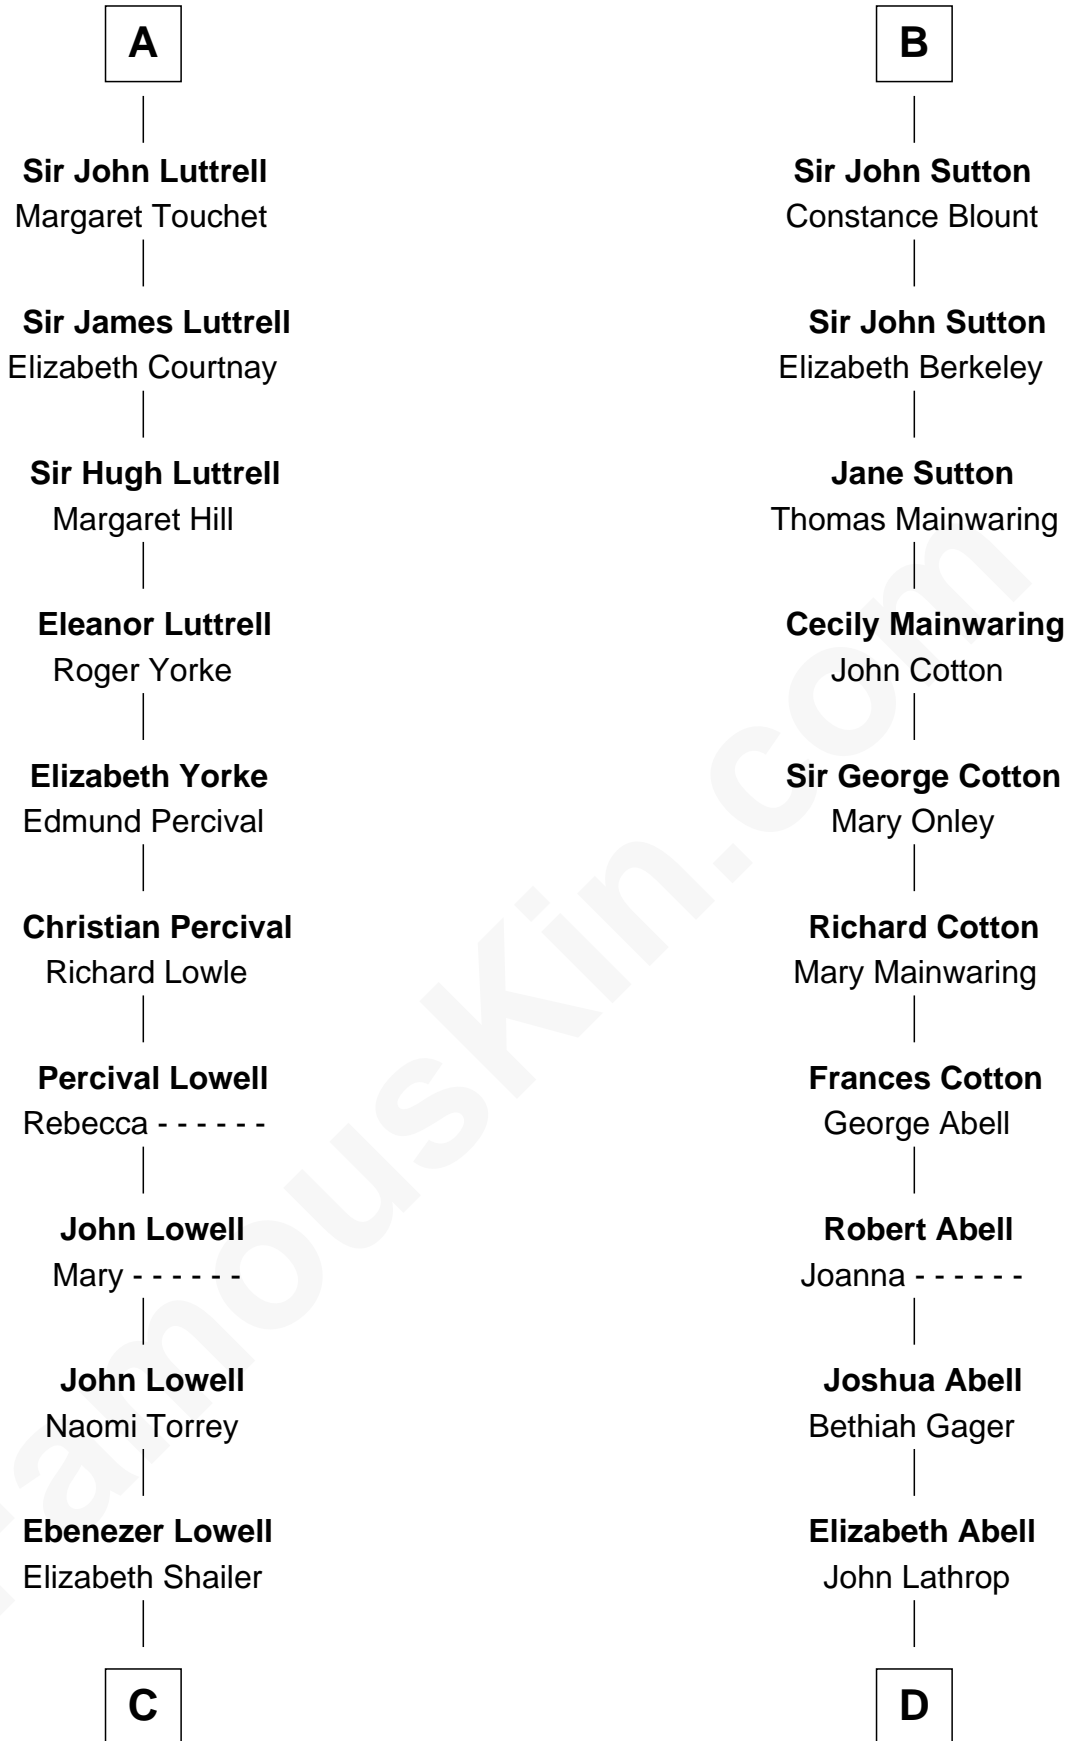 A
Sir John Luttrell
Margaret Touchet
Sir James Luttrell
Elizabeth Courtnay
Sir Hugh Luttrell
Margaret Hill
Eleanor Luttrell
Roger Yorke
Elizabeth Yorke
Edmund Percival
Christian Percival
Richard Lowle
Percival Lowell
Rebecca - - - - - -
John Lowell
Mary - - - - - -
John Lowell
Naomi Torrey
Ebenezer Lowell
Elizabeth Shailer
C
B
Sir John Sutton
Constance Blount
Sir John Sutton
Elizabeth Berkeley
Jane Sutton
Thomas Mainwaring
Cecily Mainwaring
John Cotton
Sir George Cotton
Mary Onley
Richard Cotton
Mary Mainwaring
Frances Cotton
George Abell
Robert Abell
Joanna - - - - - -
Joshua Abell
Bethiah Gager
Elizabeth Abell
John Lathrop
D
FamousKin.com